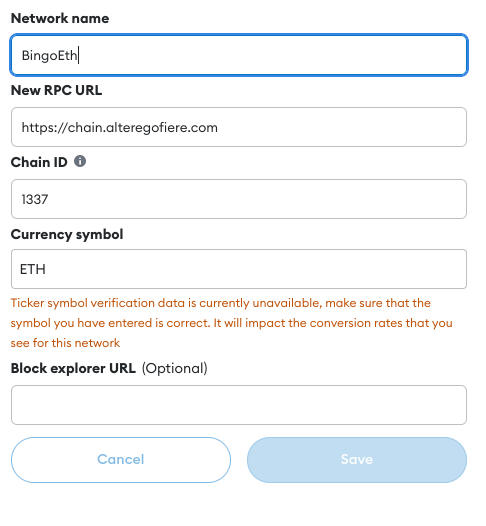 Network name
BingoEth
New RPC URL
https://chain.alteregofiere.com
Chain ID
1337
Currency symbol
ETH
Ticker symbol verification data is currently unavailable, make sure that the
symbol you have entered is correct. It will impact the conversion rates that you
see for this network
Block explorer URL (Optional)
Cancel
Save